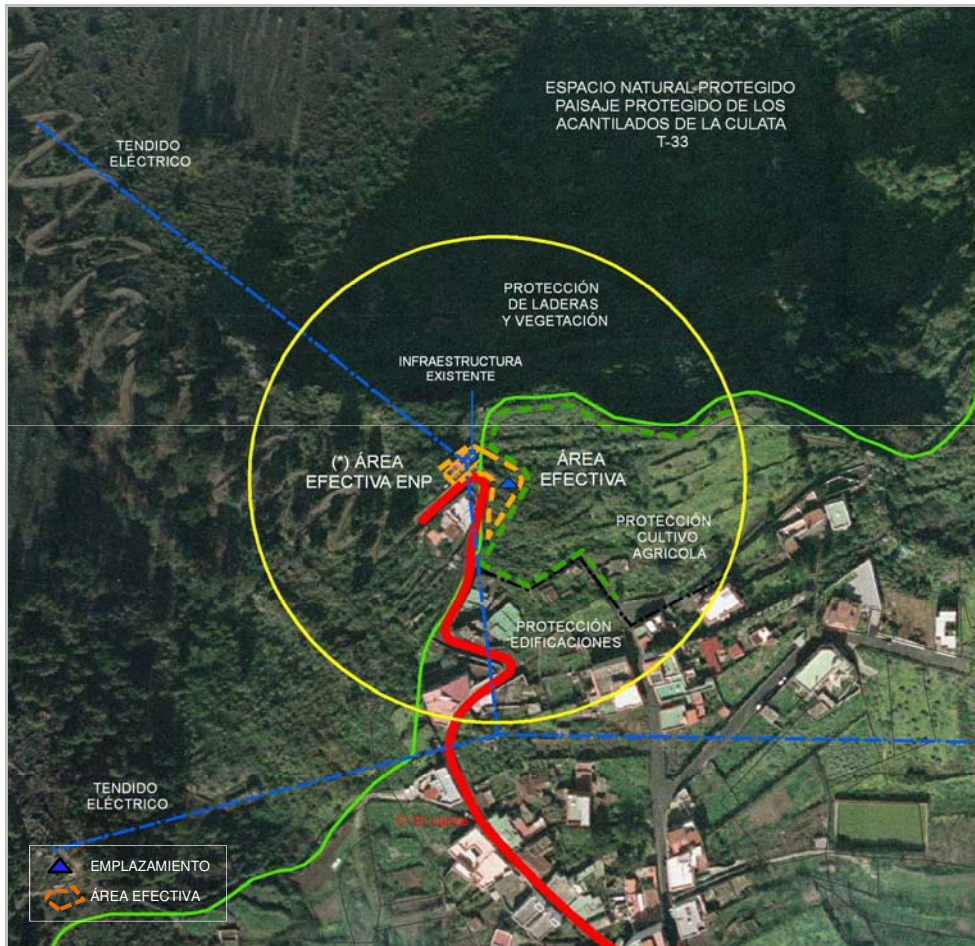 ESPACIO NATURAL PROTEGIDO
PAISAJE PROTEGIDO DE LOS
ACANTILADOS DE LA CULATA
T-33
TENDIDO
ELÉCTRICO
PROTECCIÓN
DE LADERAS
Y VEGETACIÓN
INFRAESTRUCTURA
EXISTENTE
(*) ÁREA
EFECTIVA ENP
ÁREA
EFECTIVA
PROTECCIÓN
CULTIVO
AGRICOLA
PROTECCIÓN
EDIFICACIONES
TENDIDO
ELÉCTRICO
EMPLAZAMIENTO
ÁREA EFECTIVA